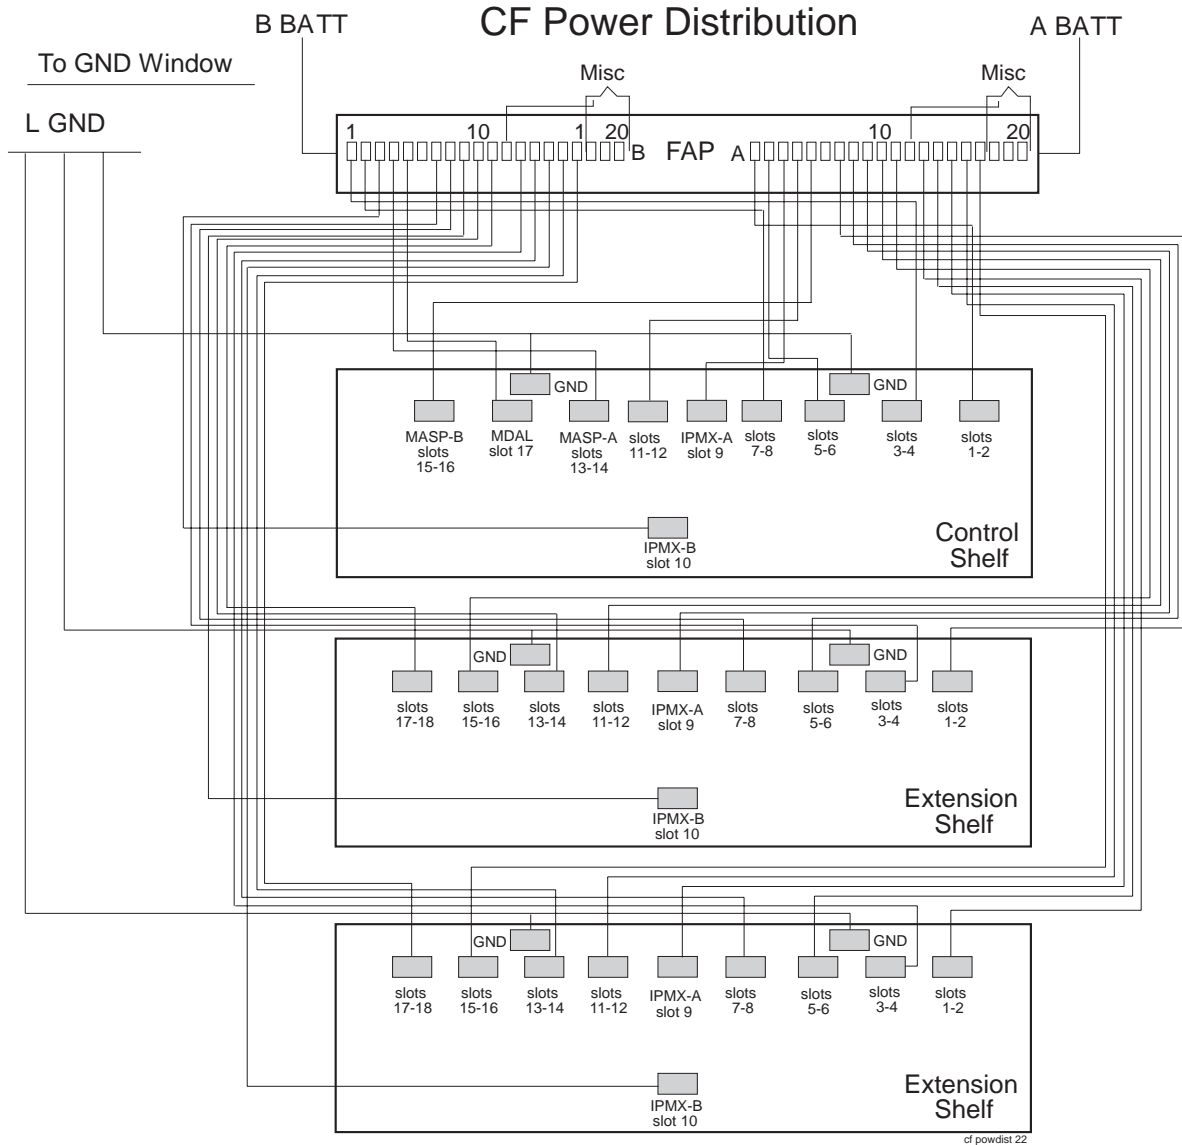 CF Power Distribution
B BATT
A BATT
To GND Window
Misc
Misc
L GND
1
10
1
20
10
20
B
FAP
A
GND
GND
MASP-B
slots
15-16
MDAL
slot 17
MASP-A
slots
13-14
slots
11-12
IPMX-A
slot 9
slots
7-8
slots
5-6
slots
3-4
slots
1-2
IPMX-B
slot 10
Control
Shelf
GND
GND
slots
17-18
slots
15-16
slots
13-14
slots
11-12
IPMX-A
slot 9
slots
7-8
slots
5-6
slots
3-4
slots
1-2
IPMX-B
slot 10
Extension
Shelf
GND
GND
slots
17-18
slots
15-16
slots
13-14
slots
11-12
IPMX-A
slot 9
slots
7-8
slots
5-6
slots
3-4
slots
1-2
IPMX-B
slot 10
Extension
Shelf
cf powdist 22